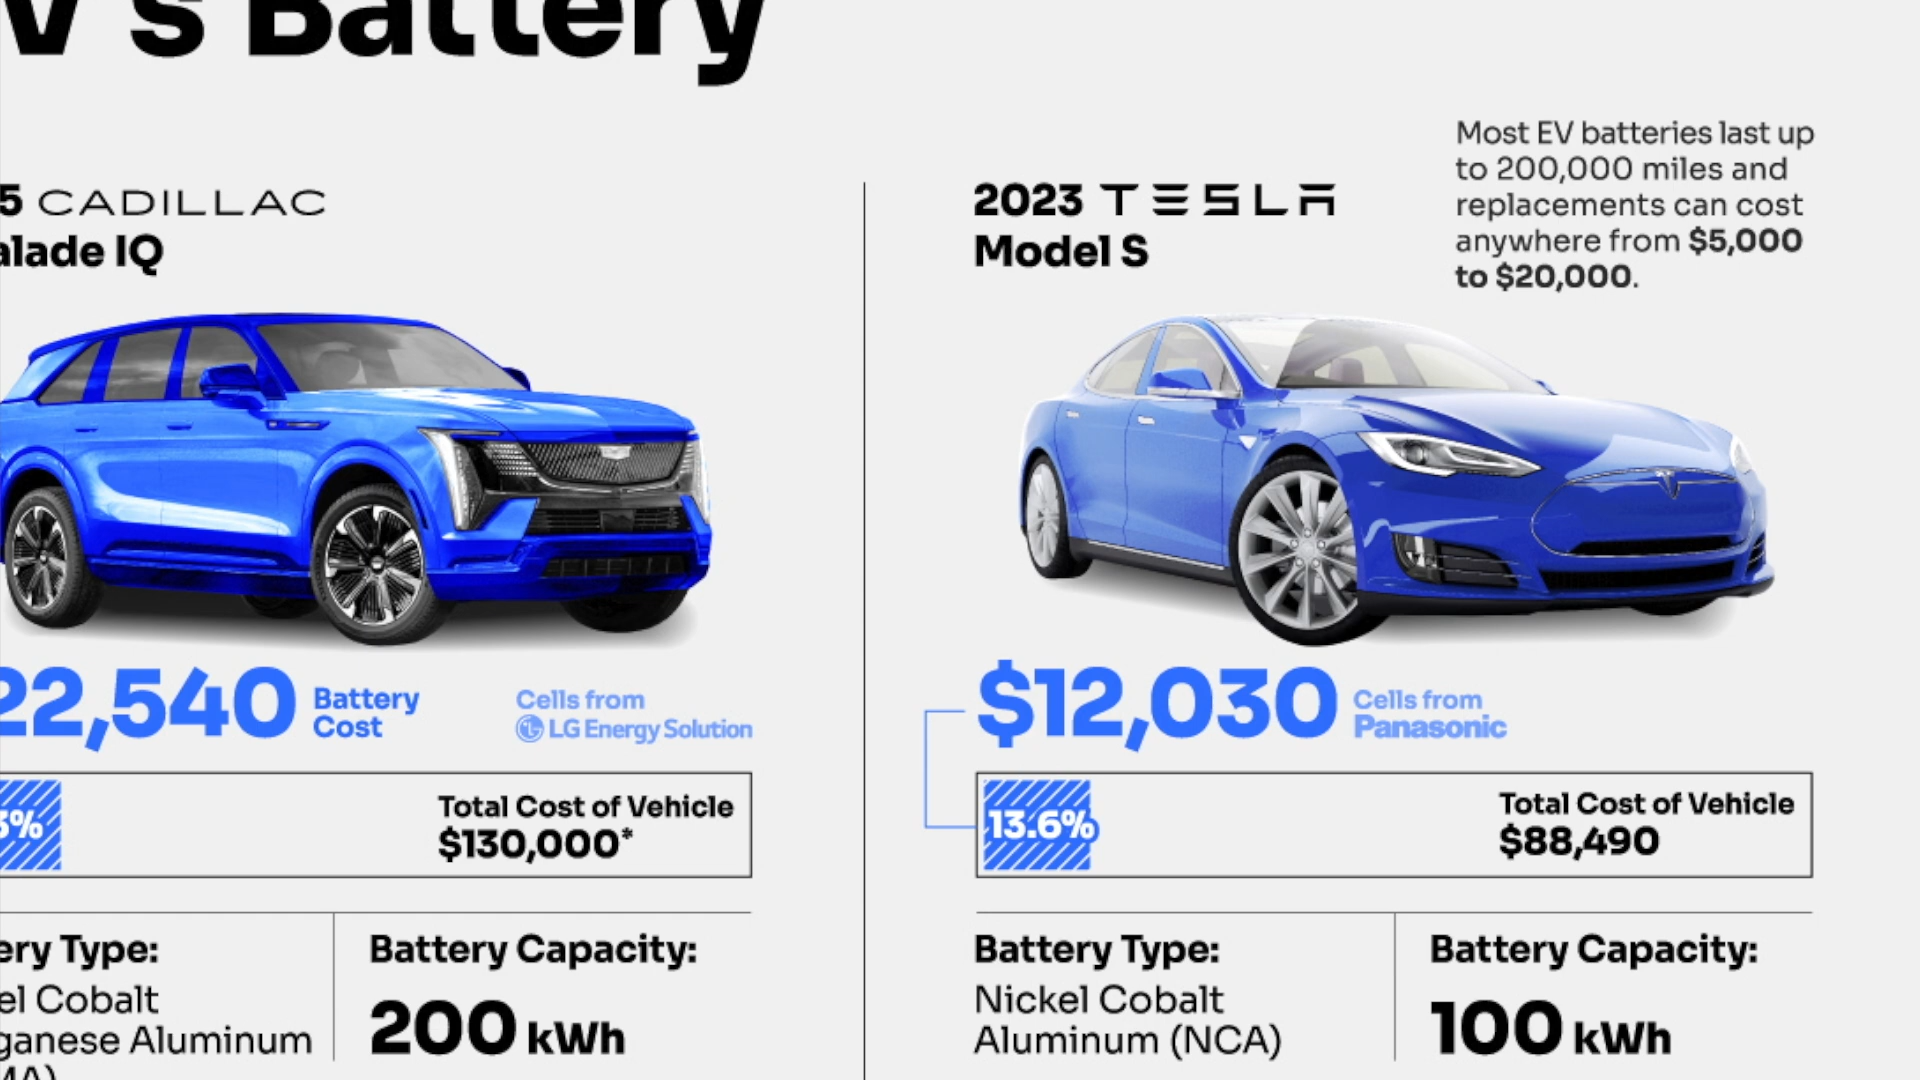 V's Battery
Most EV batteries last up
to 200,000 miles and
replacements can cost
anywhere from $5,000
to $20,000.
5 CADILLAC
alade IQ
2023 TESLA
Model S
22,540 Battery
Cost
Cells from
LG Energy Solution
3%
Total Cost of Vehicle
$130,000*
ery Type:
el Cobalt
ganese Aluminum
MA)
Battery Capacity:
200 kWh
$12,030 Cells from
Panasonic
13.6%
Total Cost of Vehicle
$88,490
Battery Type:
Nickel Cobalt
Aluminum (NCA)
Battery Capacity:
100 kWh